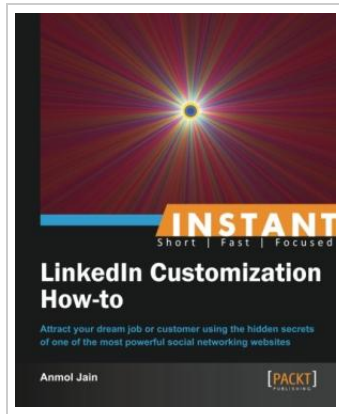 INSTANT
Short | Fast | Focused
LinkedIn Customization
How-to
Attract your dream job or customer using the hidden secrets
of one of the most powerful social networking websites
Anmol Jain
[PACKT]
PUBLISHING